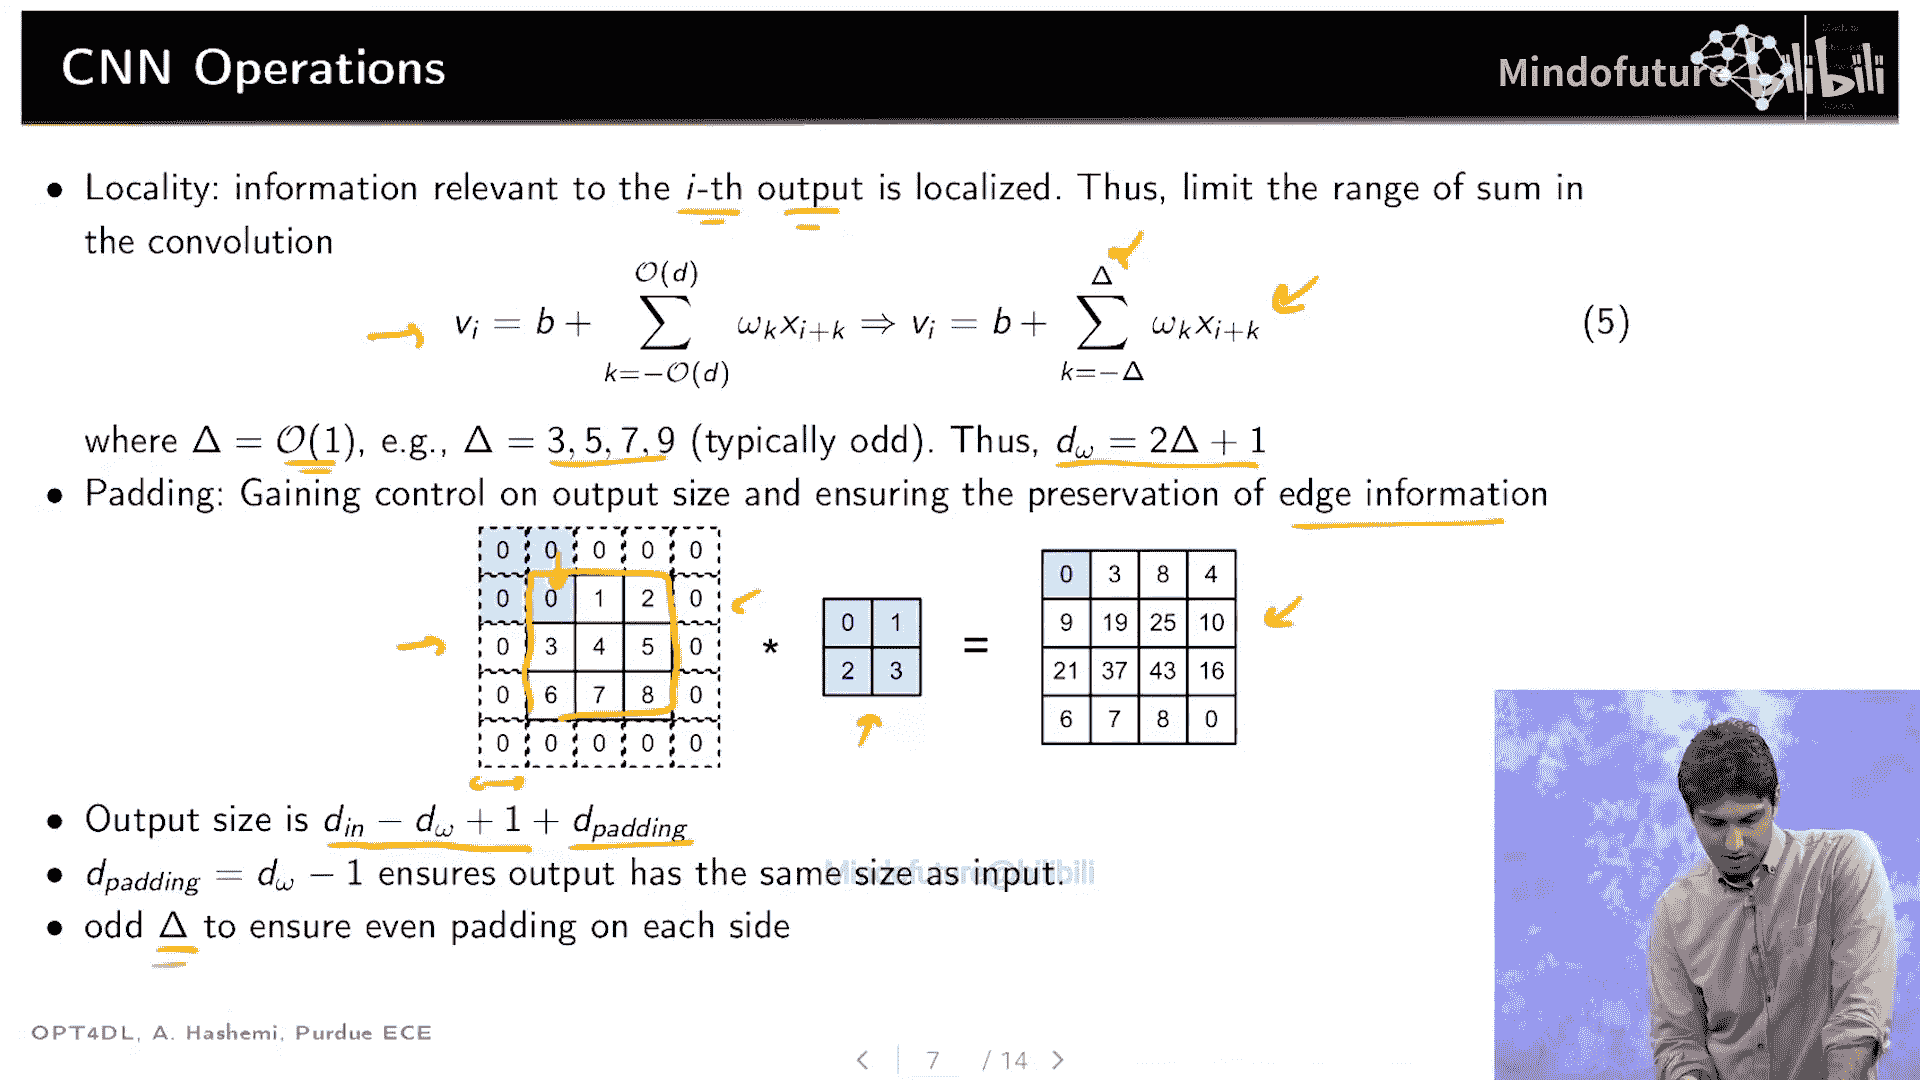 CNN Operations
Mindofuture bilibili
• Locality: information relevant to the i-th output is localized. Thus, limit the range of sum in
the convolution
v_i = b + ∑_{k=−𝒪(d)}^{𝒪(d)} ω_k x_{i+k} ⇒ v_i = b + ∑_{k=−Δ}^{Δ} ω_k x_{i+k} (5)
where Δ = 𝒪(1), e.g., Δ = 3, 5, 7, 9 (typically odd). Thus, d_ω = 2Δ + 1
• Padding: Gaining control on output size and ensuring the preservation of edge information
0 0 0 0 0
0 0 1 2 0
0 3 4 5 0
0 6 7 8 0
0 0 0 0 0
*
0 1
2 3
=
0 3 8 4
9 19 25 10
21 37 43 16
6 7 8 0
• Output size is d_in − d_ω + 1 + d_padding
• d_padding = d_ω − 1 ensures output has the same size as input.
Mindofuture@bilibili
• odd Δ to ensure even padding on each side
OPT4DL, A. Hashemi, Purdue ECE
< 7 / 14 >